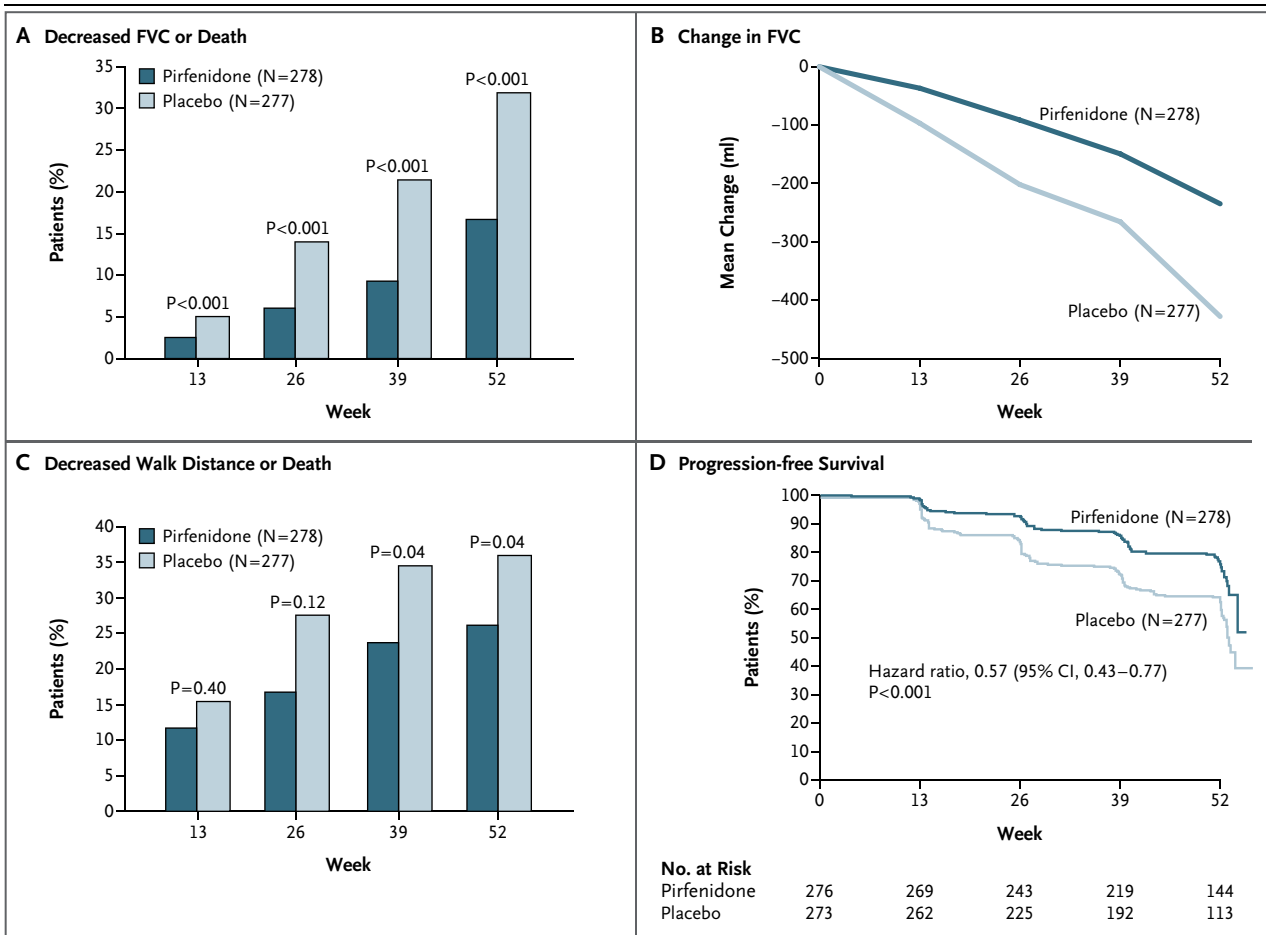 A Decreased FVC or Death
35
30
25
20
15
10
5
0
Patients (%)
Pirfenidone (N=278)
Placebo (N=277)
P<0.001
P<0.001
P<0.001
P<0.001
13 26 39 52
Week
B Change in FVC
0
−100
−200
−300
−400
−500
Mean Change (ml)
Pirfenidone (N=278)
Placebo (N=277)
0 13 26 39 52
Week
C Decreased Walk Distance or Death
40
35
30
25
20
15
10
5
0
Patients (%)
Pirfenidone (N=278)
Placebo (N=277)
P=0.40
P=0.12
P=0.04
P=0.04
13 26 39 52
Week
D Progression-free Survival
100
90
80
70
60
50
40
30
20
10
0
Patients (%)
Pirfenidone (N=278)
Placebo (N=277)
Hazard ratio, 0.57 (95% CI, 0.43–0.77)
P<0.001
0 13 26 39 52
Week
No. at Risk
Pirfenidone 276 269 243 219 144
Placebo 273 262 225 192 113